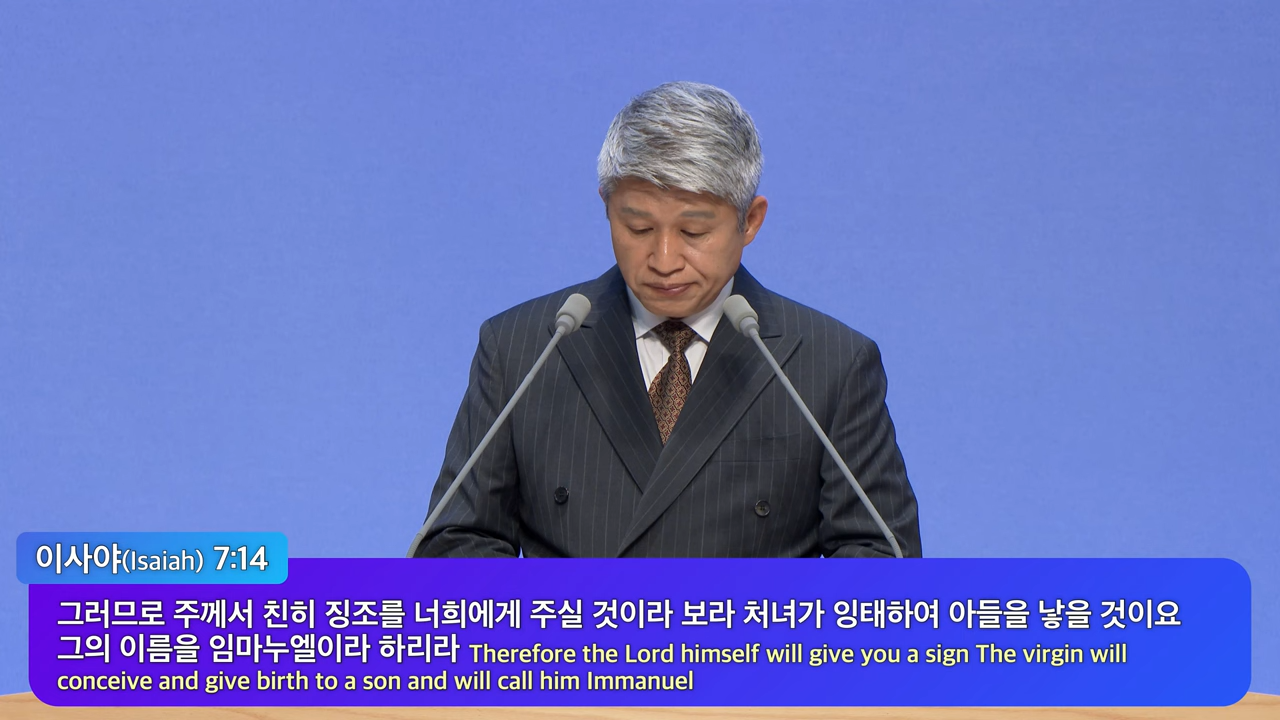 이사야(Isaiah) 7:14
그러므로 주께서 친히 징조를 너희에게 주실 것이라 보라 처녀가 잉태하여 아들을 낳을 것이요
그의 이름을 임마누엘이라 하리라 Therefore the Lord himself will give you a sign The virgin will
conceive and give birth to a son and will call him Immanuel